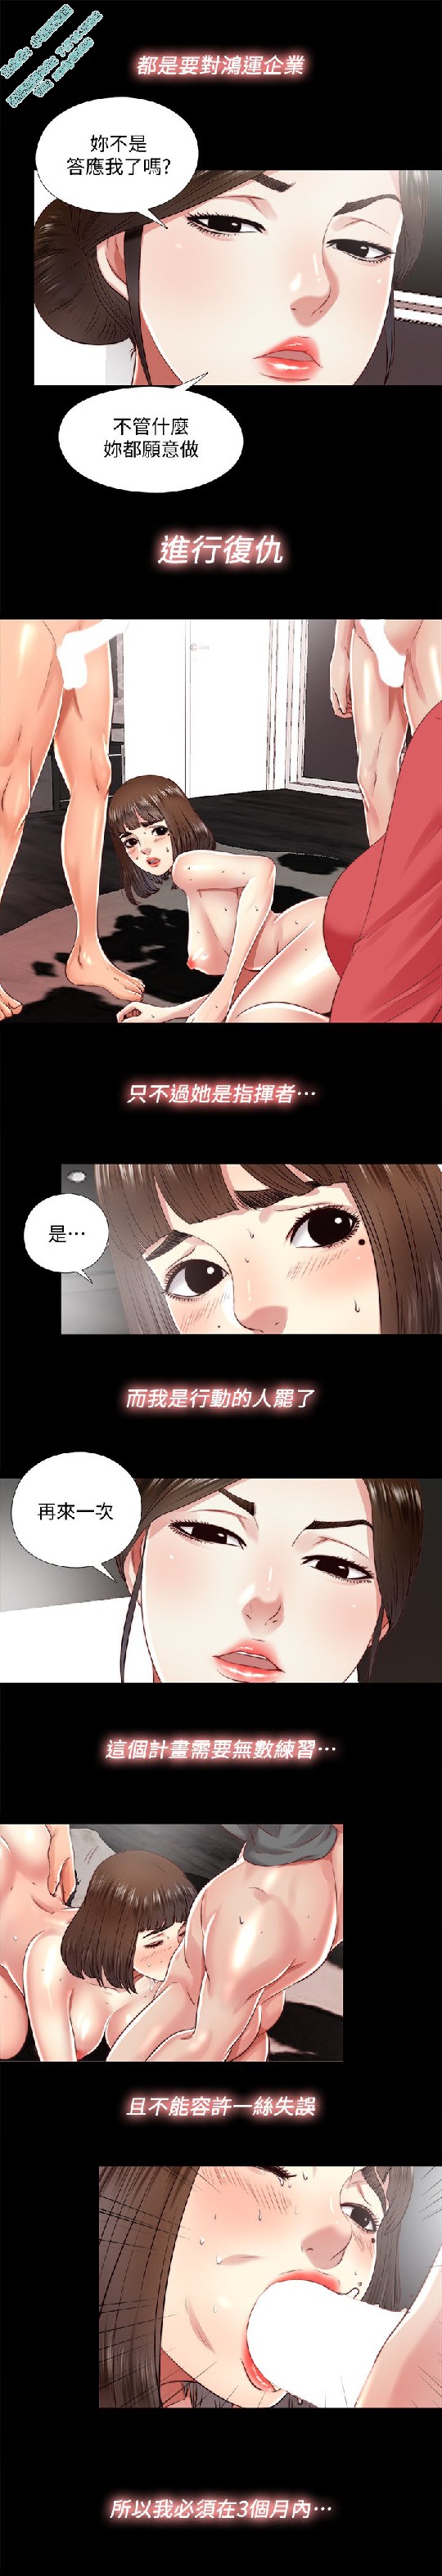 都是要對鴻運企業
妳不是
答應我了嗎?
不管什麼
妳都願意做
進行復仇
只不過她是指揮者…
是…
而我是行動的人罷了
再來一次
這個計畫需要無數練習…
且不能容許一絲失誤
所以我必須在3個月內…